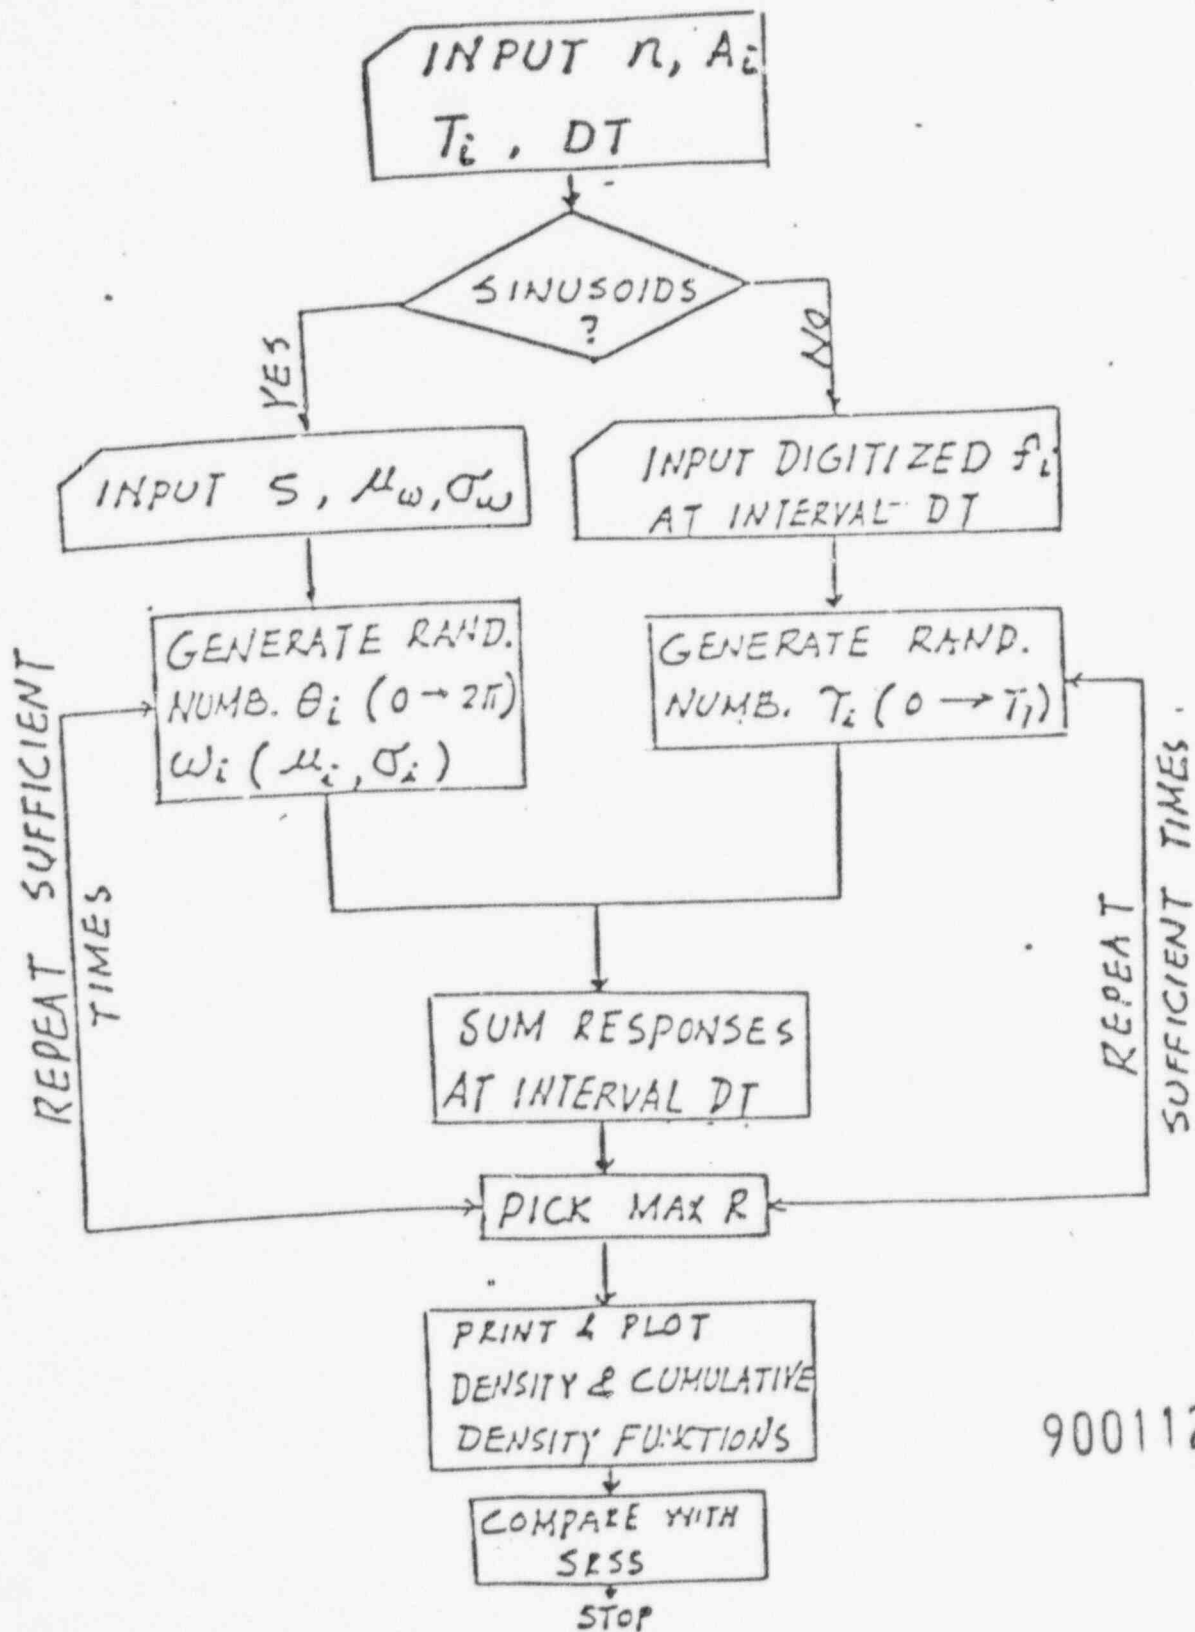 INPUT n, Ai
Ti, DT
SINUSOIDS
?
YES
NO
INPUT S, μω, σω
INPUT DIGITIZED fi
AT INTERVAL DT
GENERATE RAND.
NUMB. θi (0→2π)
ωi (μi, σi)
GENERATE RAND.
NUMB. τi (0→T1)
REPEAT SUFFICIENT
TIMES
REPEAT
SUFFICIENT TIMES
SUM RESPONSES
AT INTERVAL DT
PICK MAX R
PRINT & PLOT
DENSITY & CUMULATIVE
DENSITY FUNCTIONS
COMPARE WITH
SRSS
STOP